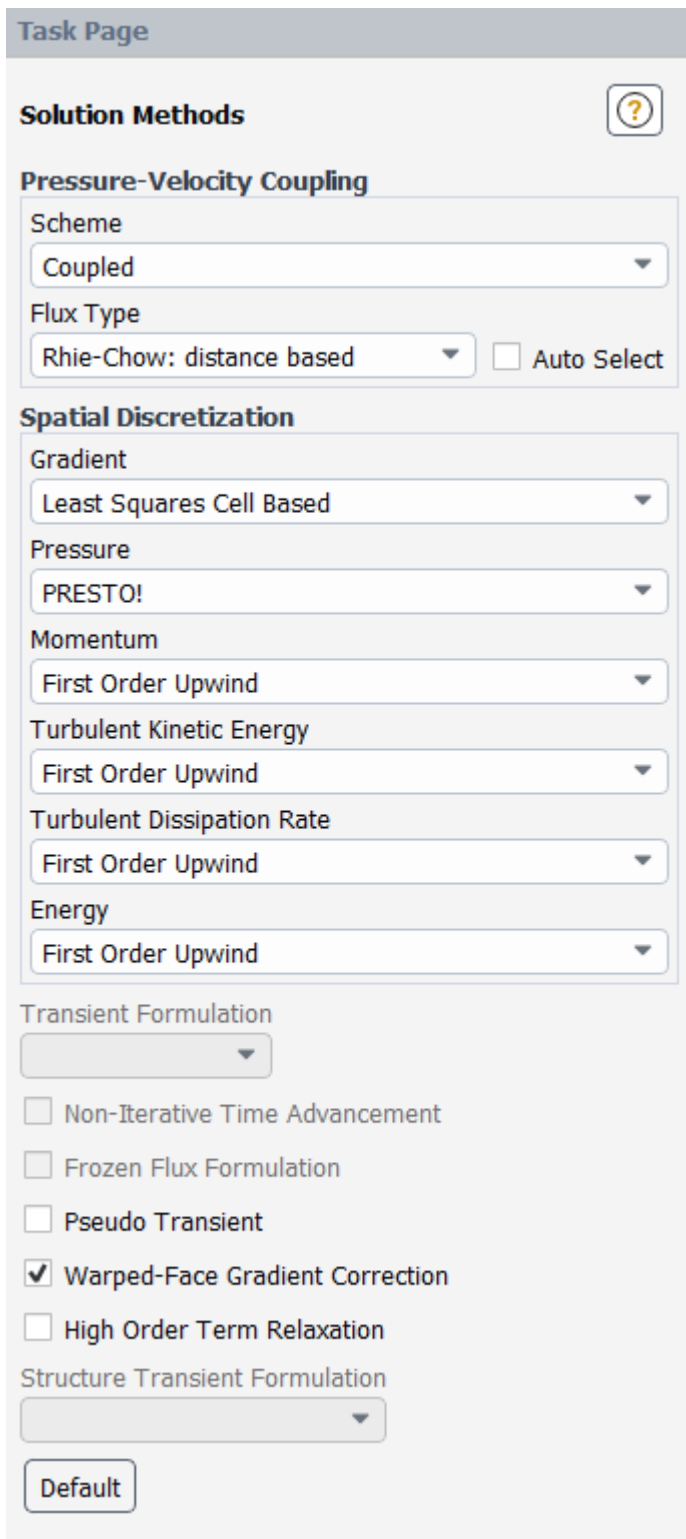 Task Page
Solution Methods
?
Pressure-Velocity Coupling
Scheme
Coupled
Flux Type
Rhie-Chow: distance based
Auto Select
Spatial Discretization
Gradient
Least Squares Cell Based
Pressure
PRESTO!
Momentum
First Order Upwind
Turbulent Kinetic Energy
First Order Upwind
Turbulent Dissipation Rate
First Order Upwind
Energy
First Order Upwind
Transient Formulation
Non-Iterative Time Advancement
Frozen Flux Formulation
Pseudo Transient
Warped-Face Gradient Correction
High Order Term Relaxation
Structure Transient Formulation
Default